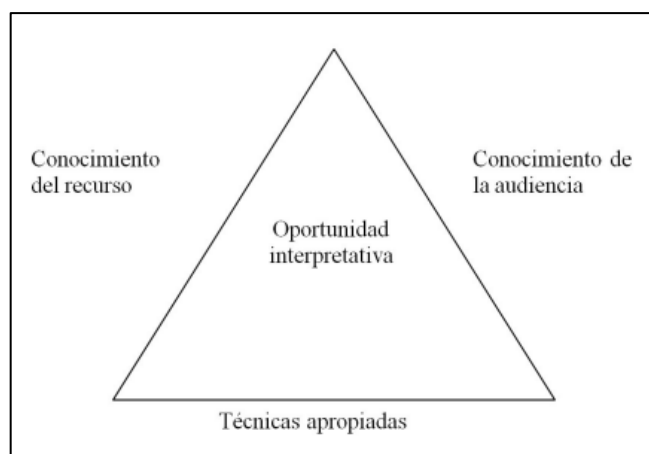 Conocimiento
del recurso
Conocimiento de
la audiencia
Oportunidad
interpretativa
Técnicas apropiadas